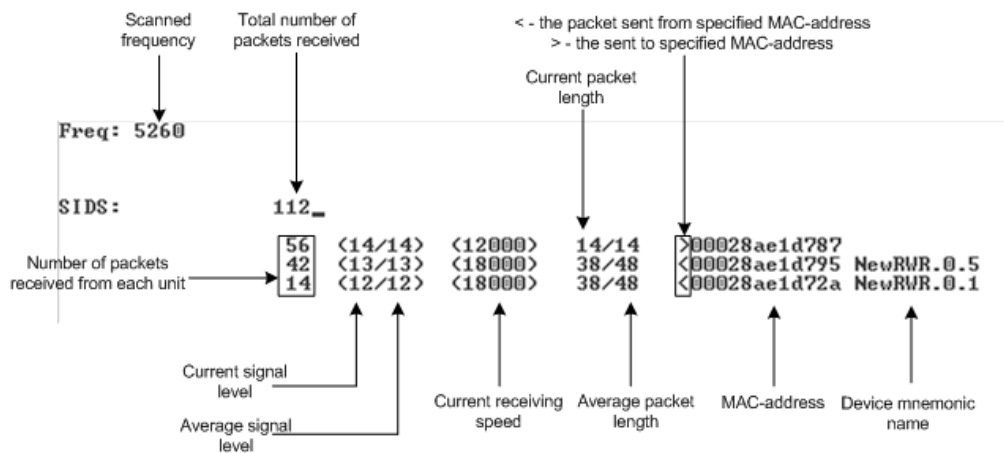 Scanned
frequency
Total number of
packets received
< - the packet sent from specified MAC-address
> - the sent to specified MAC-address
Current packet
length
Freq: 5260
SIDS: 112_
56 (14/14) (12000) 14/14 >00028ae1d787
42 (13/13) (18000) 38/48 <00028ae1d795 NewRWR.0.5
14 (12/12) (18000) 38/48 <00028ae1d72a NewRWR.0.1
Number of packets
received from each unit
Current signal
level
Average signal
level
Current receiving
speed
Average packet
length
MAC-address
Device mnemonic
name